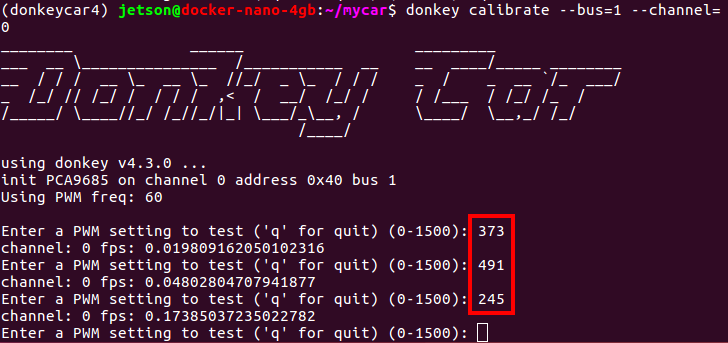 (donkeycar4) jetson@docker-nano-4gb:~/mycar$ donkey calibrate --bus=1 --channel=
0
Donkey Car
using donkey v4.3.0 ...
init PCA9685 on channel 0 address 0x40 bus 1
Using PWM freq: 60
Enter a PWM setting to test ('q' for quit) (0-1500): 373
channel: 0 fps: 0.019809162050102316
Enter a PWM setting to test ('q' for quit) (0-1500): 491
channel: 0 fps: 0.04802804707941877
Enter a PWM setting to test ('q' for quit) (0-1500): 245
channel: 0 fps: 0.17385037235022782
Enter a PWM setting to test ('q' for quit) (0-1500):